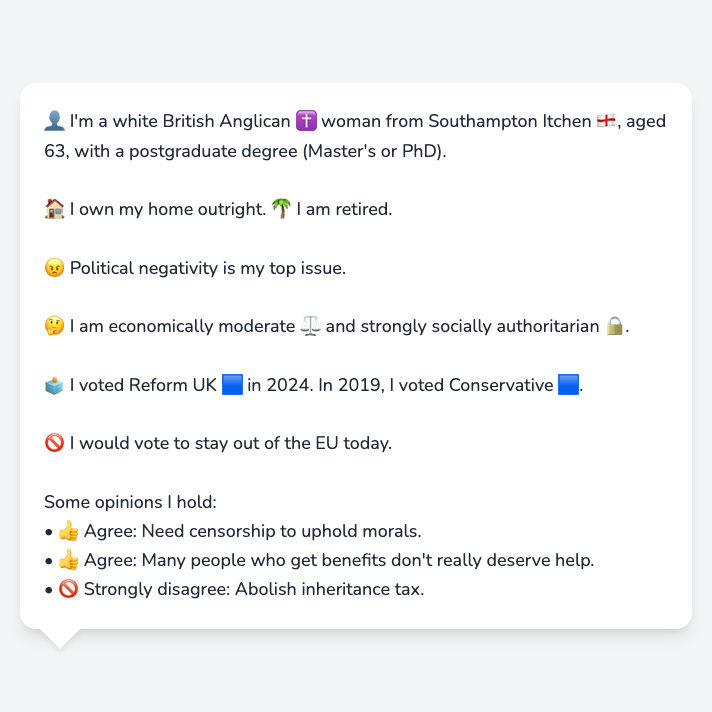 👤 I'm a white British Anglican ✝️ woman from Southampton Itchen 🏴󠁧󠁢󠁥󠁮󠁧󠁿, aged
63, with a postgraduate degree (Master's or PhD).
🏠 I own my home outright. 🌴 I am retired.
😠 Political negativity is my top issue.
🤔 I am economically moderate ⚖️ and strongly socially authoritarian 🔒.
🗳️ I voted Reform UK 🟦 in 2024. In 2019, I voted Conservative 🟦.
🚫 I would vote to stay out of the EU today.
Some opinions I hold:
• 👍 Agree: Need censorship to uphold morals.
• 👍 Agree: Many people who get benefits don't really deserve help.
• 🚫 Strongly disagree: Abolish inheritance tax.